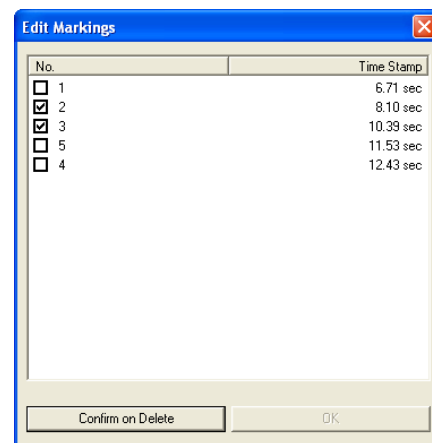 Edit Markings
No. Time Stamp
1 6.71 sec
2 8.10 sec
3 10.39 sec
5 11.53 sec
4 12.43 sec
Confirm on Delete OK